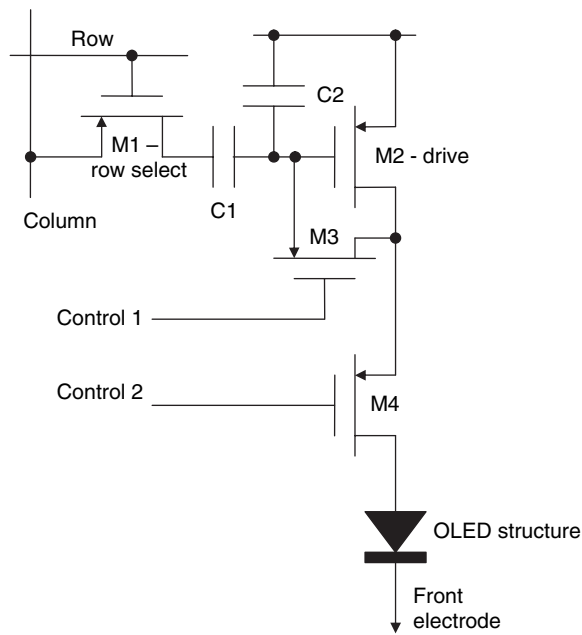 Row
C2
M1 –
row select
M2 - drive
C1
Column
M3
Control 1
Control 2
M4
OLED structure
Front
electrode